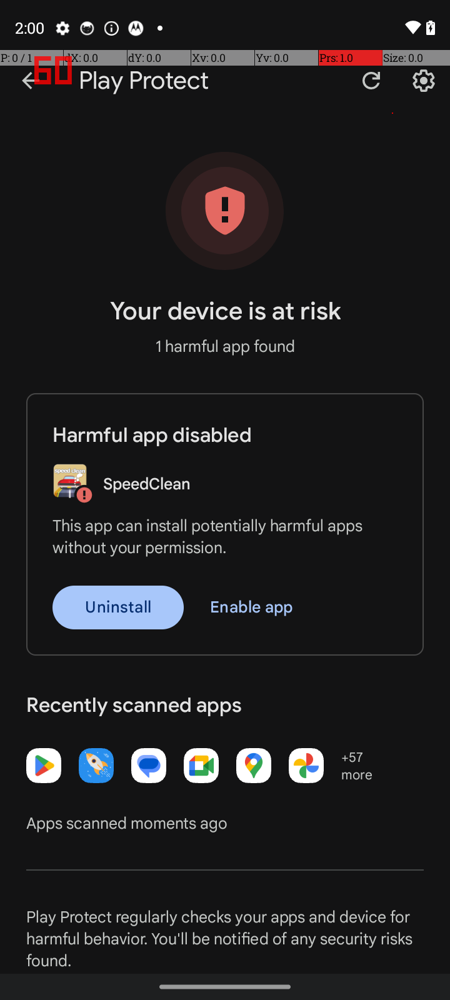 2:00
P: 0 / 1 dX: 0.0 dY: 0.0 Xv: 0.0 Yv: 0.0 Prs: 1.0 Size: 0.0
60
Play Protect
Your device is at risk
1 harmful app found
Harmful app disabled
speed clean
SpeedClean
This app can install potentially harmful apps
without your permission.
Uninstall Enable app
Recently scanned apps
+57
more
Apps scanned moments ago
Play Protect regularly checks your apps and device for
harmful behavior. You'll be notified of any security risks
found.